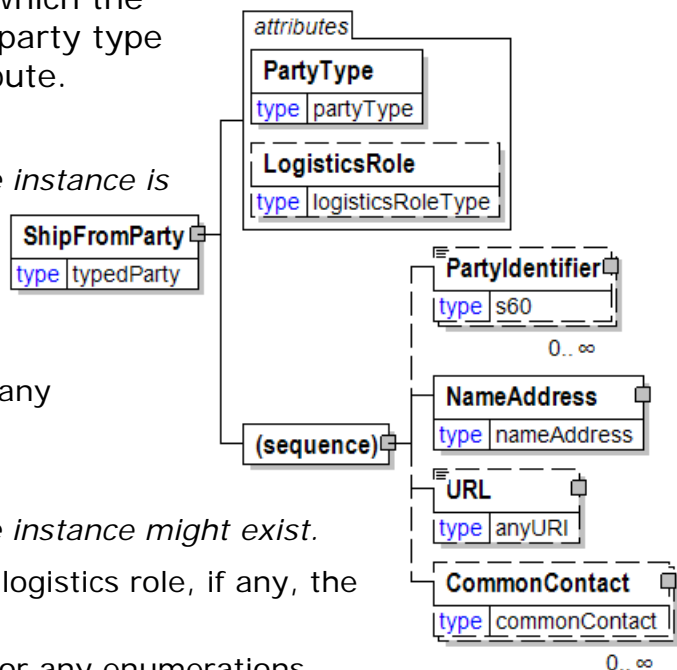 which the
party type
bute.
e instance is
any
e instance might exist.
logistics role, if any, the
or any enumerations
attributes
PartyType
type partyType
LogisticsRole
type logisticsRoleType
ShipFromParty
type typedParty
(sequence)
PartyIdentifier
type s60
0.. ∞
NameAddress
type nameAddress
URL
type anyURI
CommonContact
type commonContact
0.. ∞